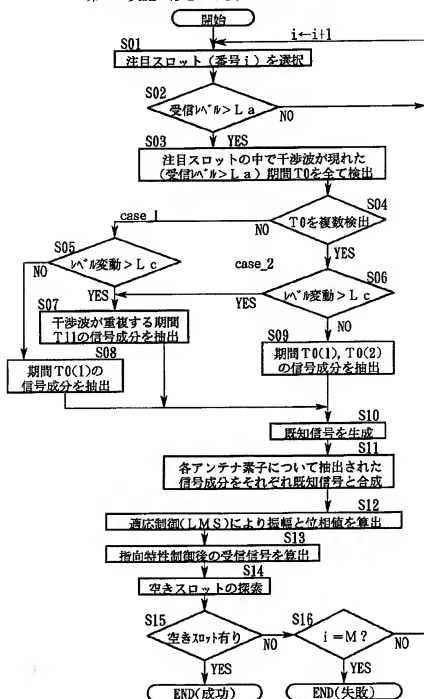 開始
i←i+1
S01
注目スロット（番号i）を選択
S02
受信ﾚﾍﾞﾙ＞La
NO
S03
YES
注目スロットの中で干渉波が現れた
（受信ﾚﾍﾞﾙ＞La）期間T0を全て検出
S04
case_1
T0を複数検出
NO
S05
YES
ﾚﾍﾞﾙ変動＞Lc
case_2
S06
NO
ﾚﾍﾞﾙ変動＞Lc
YES
YES
S07
NO
干渉波が重複する期間
T11の信号成分を抽出
S09
S08
期間T0(1), T0(2)
の信号成分を抽出
期間T0(1)の
信号成分を抽出
S10
既知信号を生成
S11
各アンテナ素子について抽出された
信号成分をそれぞれ既知信号と合成
S12
適応制御(LMS)により振幅と位相値を算出
S13
指向特性制御後の受信信号を算出
S14
空きスロットの探索
S15
S16
空きｽﾛｯﾄ有り
i＝M？
NO
NO
YES
YES
END(成功)
END(失敗)